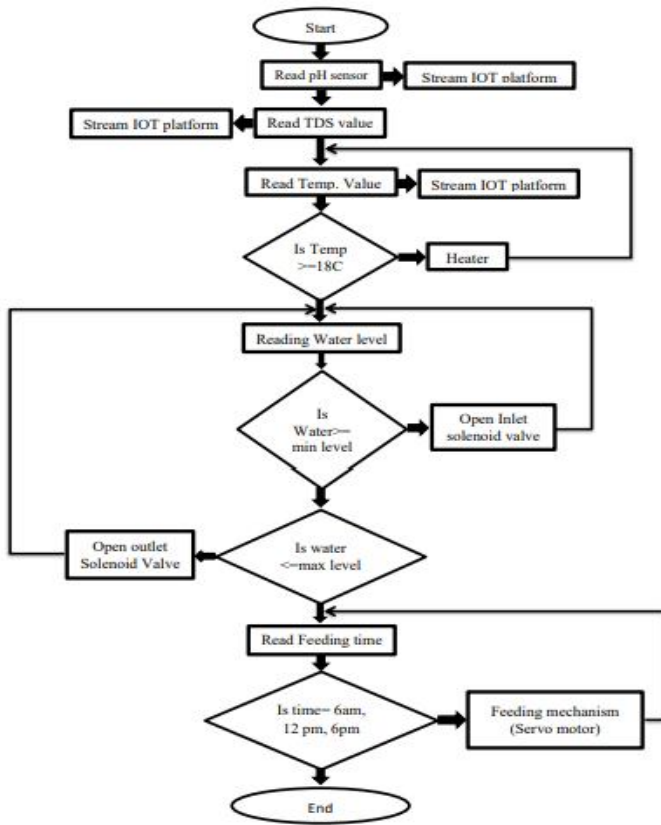 Start
Read pH sensor
Stream IOT platform
Stream IOT platform
Read TDS value
Read Temp. Value
Stream IOT platform
Is Temp
>=18C
Heater
Reading Water level
Is
Water>=
min level
Open Inlet
solenoid valve
Open outlet
Solenoid Valve
Is water
<=max level
Read Feeding time
Is time= 6am,
12 pm, 6pm
Feeding mechanism
(Servo motor)
End